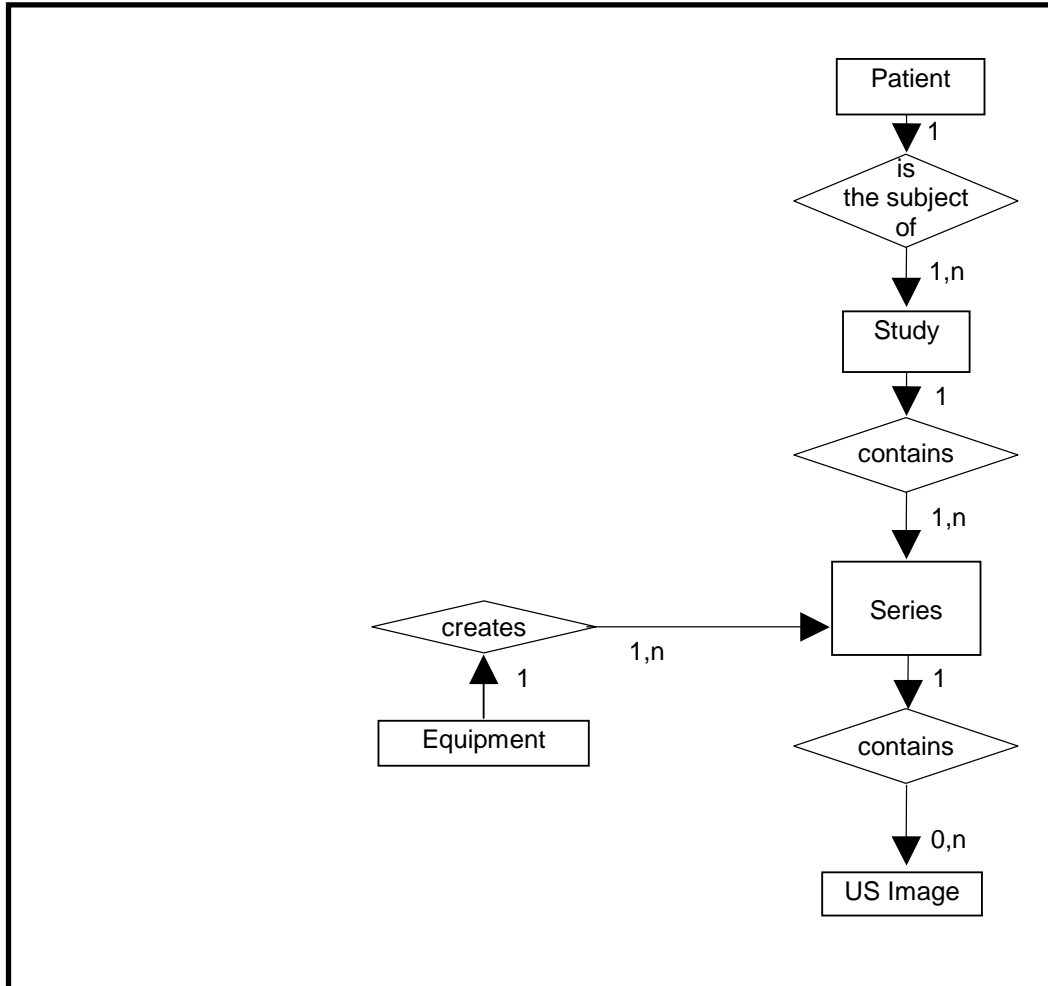 Patient
1
is
the subject
of
1,n
Study
1
contains
1,n
Series
creates
1,n
1
Equipment
1
contains
0,n
US Image